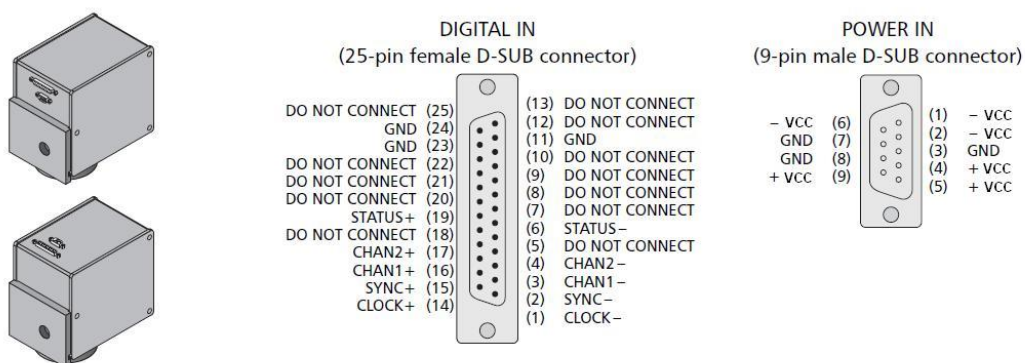 DIGITAL IN
(25-pin female D-SUB connector)
DO NOT CONNECT (25)
GND (24)
GND (23)
DO NOT CONNECT (22)
DO NOT CONNECT (21)
DO NOT CONNECT (20)
STATUS+ (19)
DO NOT CONNECT (18)
CHAN2+ (17)
CHAN1+ (16)
SYNC+ (15)
CLOCK+ (14)
(13) DO NOT CONNECT
(12) DO NOT CONNECT
(11) GND
(10) DO NOT CONNECT
(9) DO NOT CONNECT
(8) DO NOT CONNECT
(7) DO NOT CONNECT
(6) STATUS–
(5) DO NOT CONNECT
(4) CHAN2–
(3) CHAN1–
(2) SYNC–
(1) CLOCK–
POWER IN
(9-pin male D-SUB connector)
– VCC (6)
GND (7)
GND (8)
+ VCC (9)
(1) – VCC
(2) – VCC
(3) GND
(4) + VCC
(5) + VCC